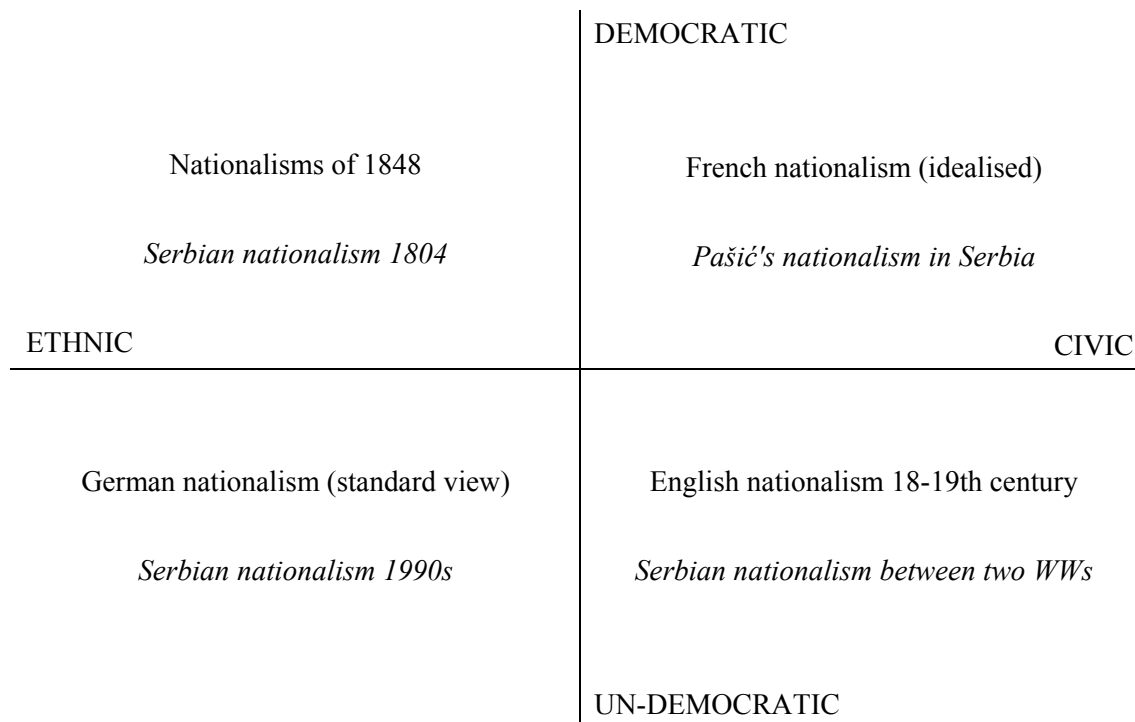 DEMOCRATIC
Nationalisms of 1848
French nationalism (idealised)
Serbian nationalism 1804
Pašić's nationalism in Serbia
ETHNIC
CIVIC
German nationalism (standard view)
English nationalism 18-19th century
Serbian nationalism 1990s
Serbian nationalism between two WWs
UN-DEMOCRATIC